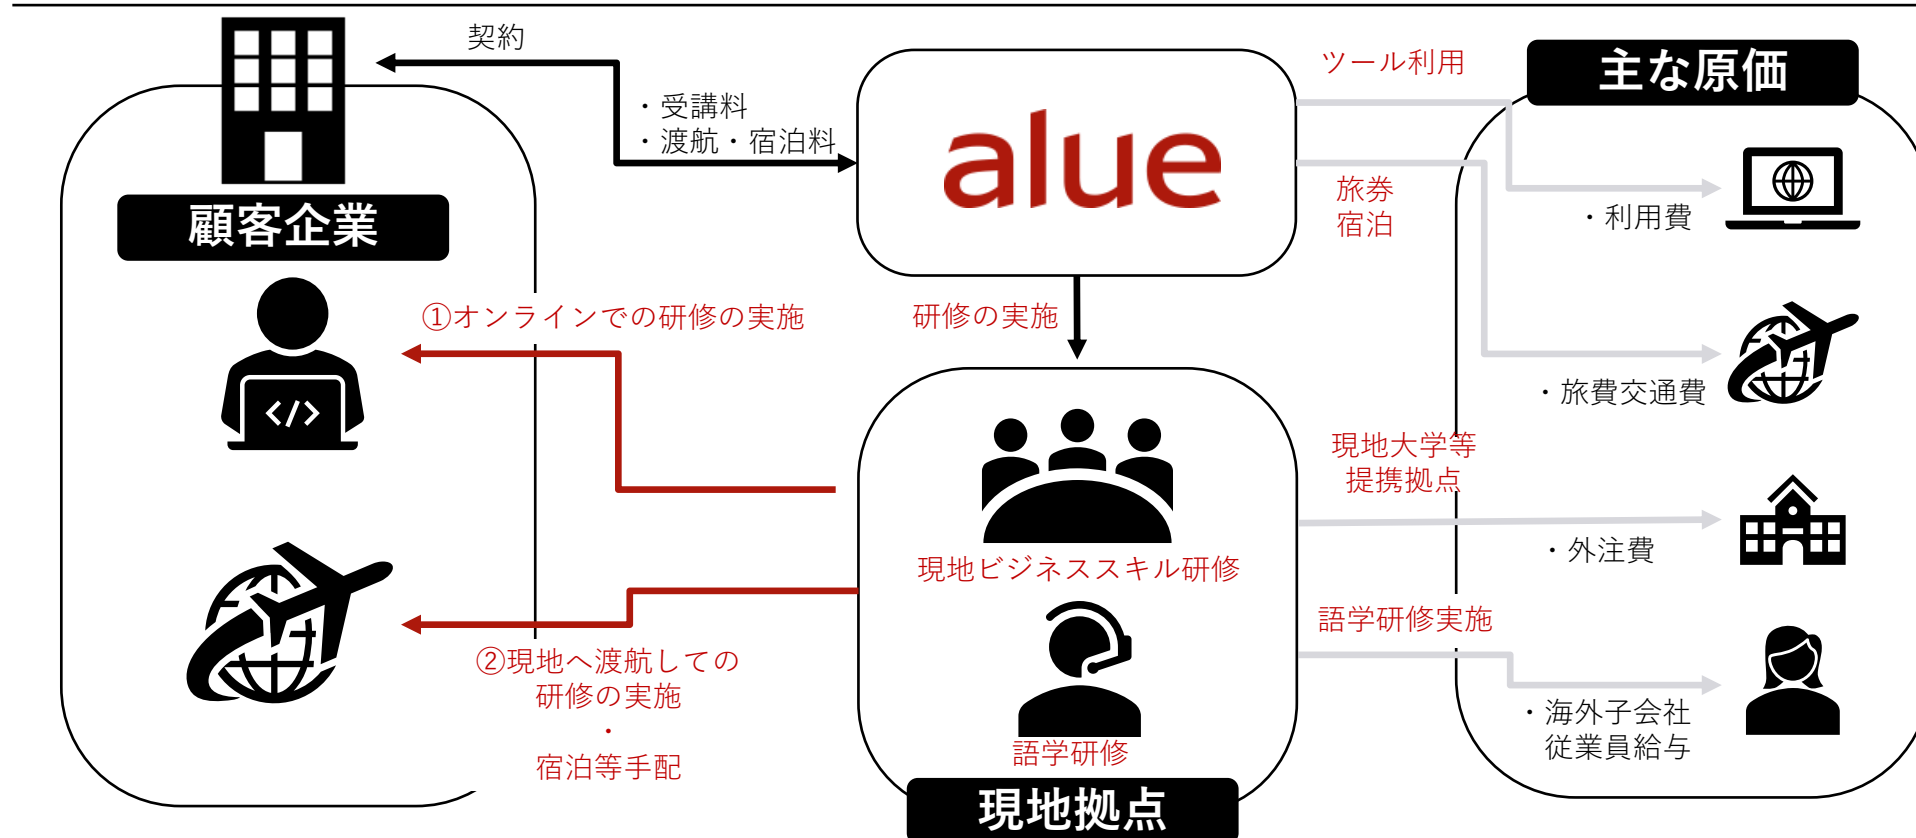 契約
・受講料
・渡航・宿泊料
顧客企業
alue
ツール利用
主な原価
旅券
宿泊
・利用費
①オンラインでの研修の実施
研修の実施
・旅費交通費
現地大学等
提携拠点
・外注費
現地ビジネススキル研修
②現地へ渡航しての
研修の実施
・
宿泊等手配
語学研修実施
・海外子会社
従業員給与
語学研修
現地拠点